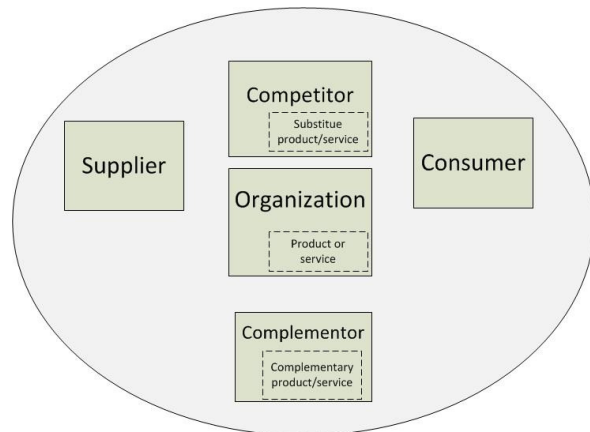 Competitor
Substitue
product/service
Supplier
Consumer
Organization
Product or
service
Complementor
Complementary
product/service